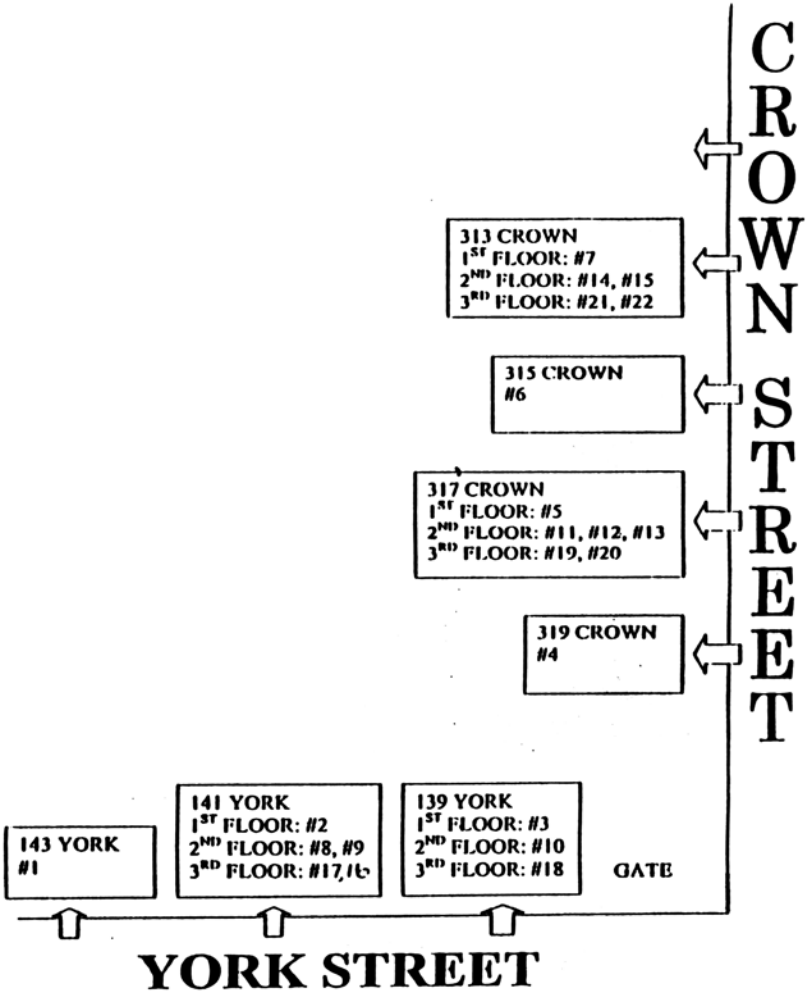 CROWN STREET
313 CROWN
1ST FLOOR: #7
2ND FLOOR: #14, #15
3RD FLOOR: #21, #22
315 CROWN
#6
317 CROWN
1ST FLOOR: #5
2ND FLOOR: #11, #12, #13
3RD FLOOR: #19, #20
319 CROWN
#4
143 YORK
#1
141 YORK
1ST FLOOR: #2
2ND FLOOR: #8, #9
3RD FLOOR: #17, 16
139 YORK
1ST FLOOR: #3
2ND FLOOR: #10
3RD FLOOR: #18
GATE
YORK STREET